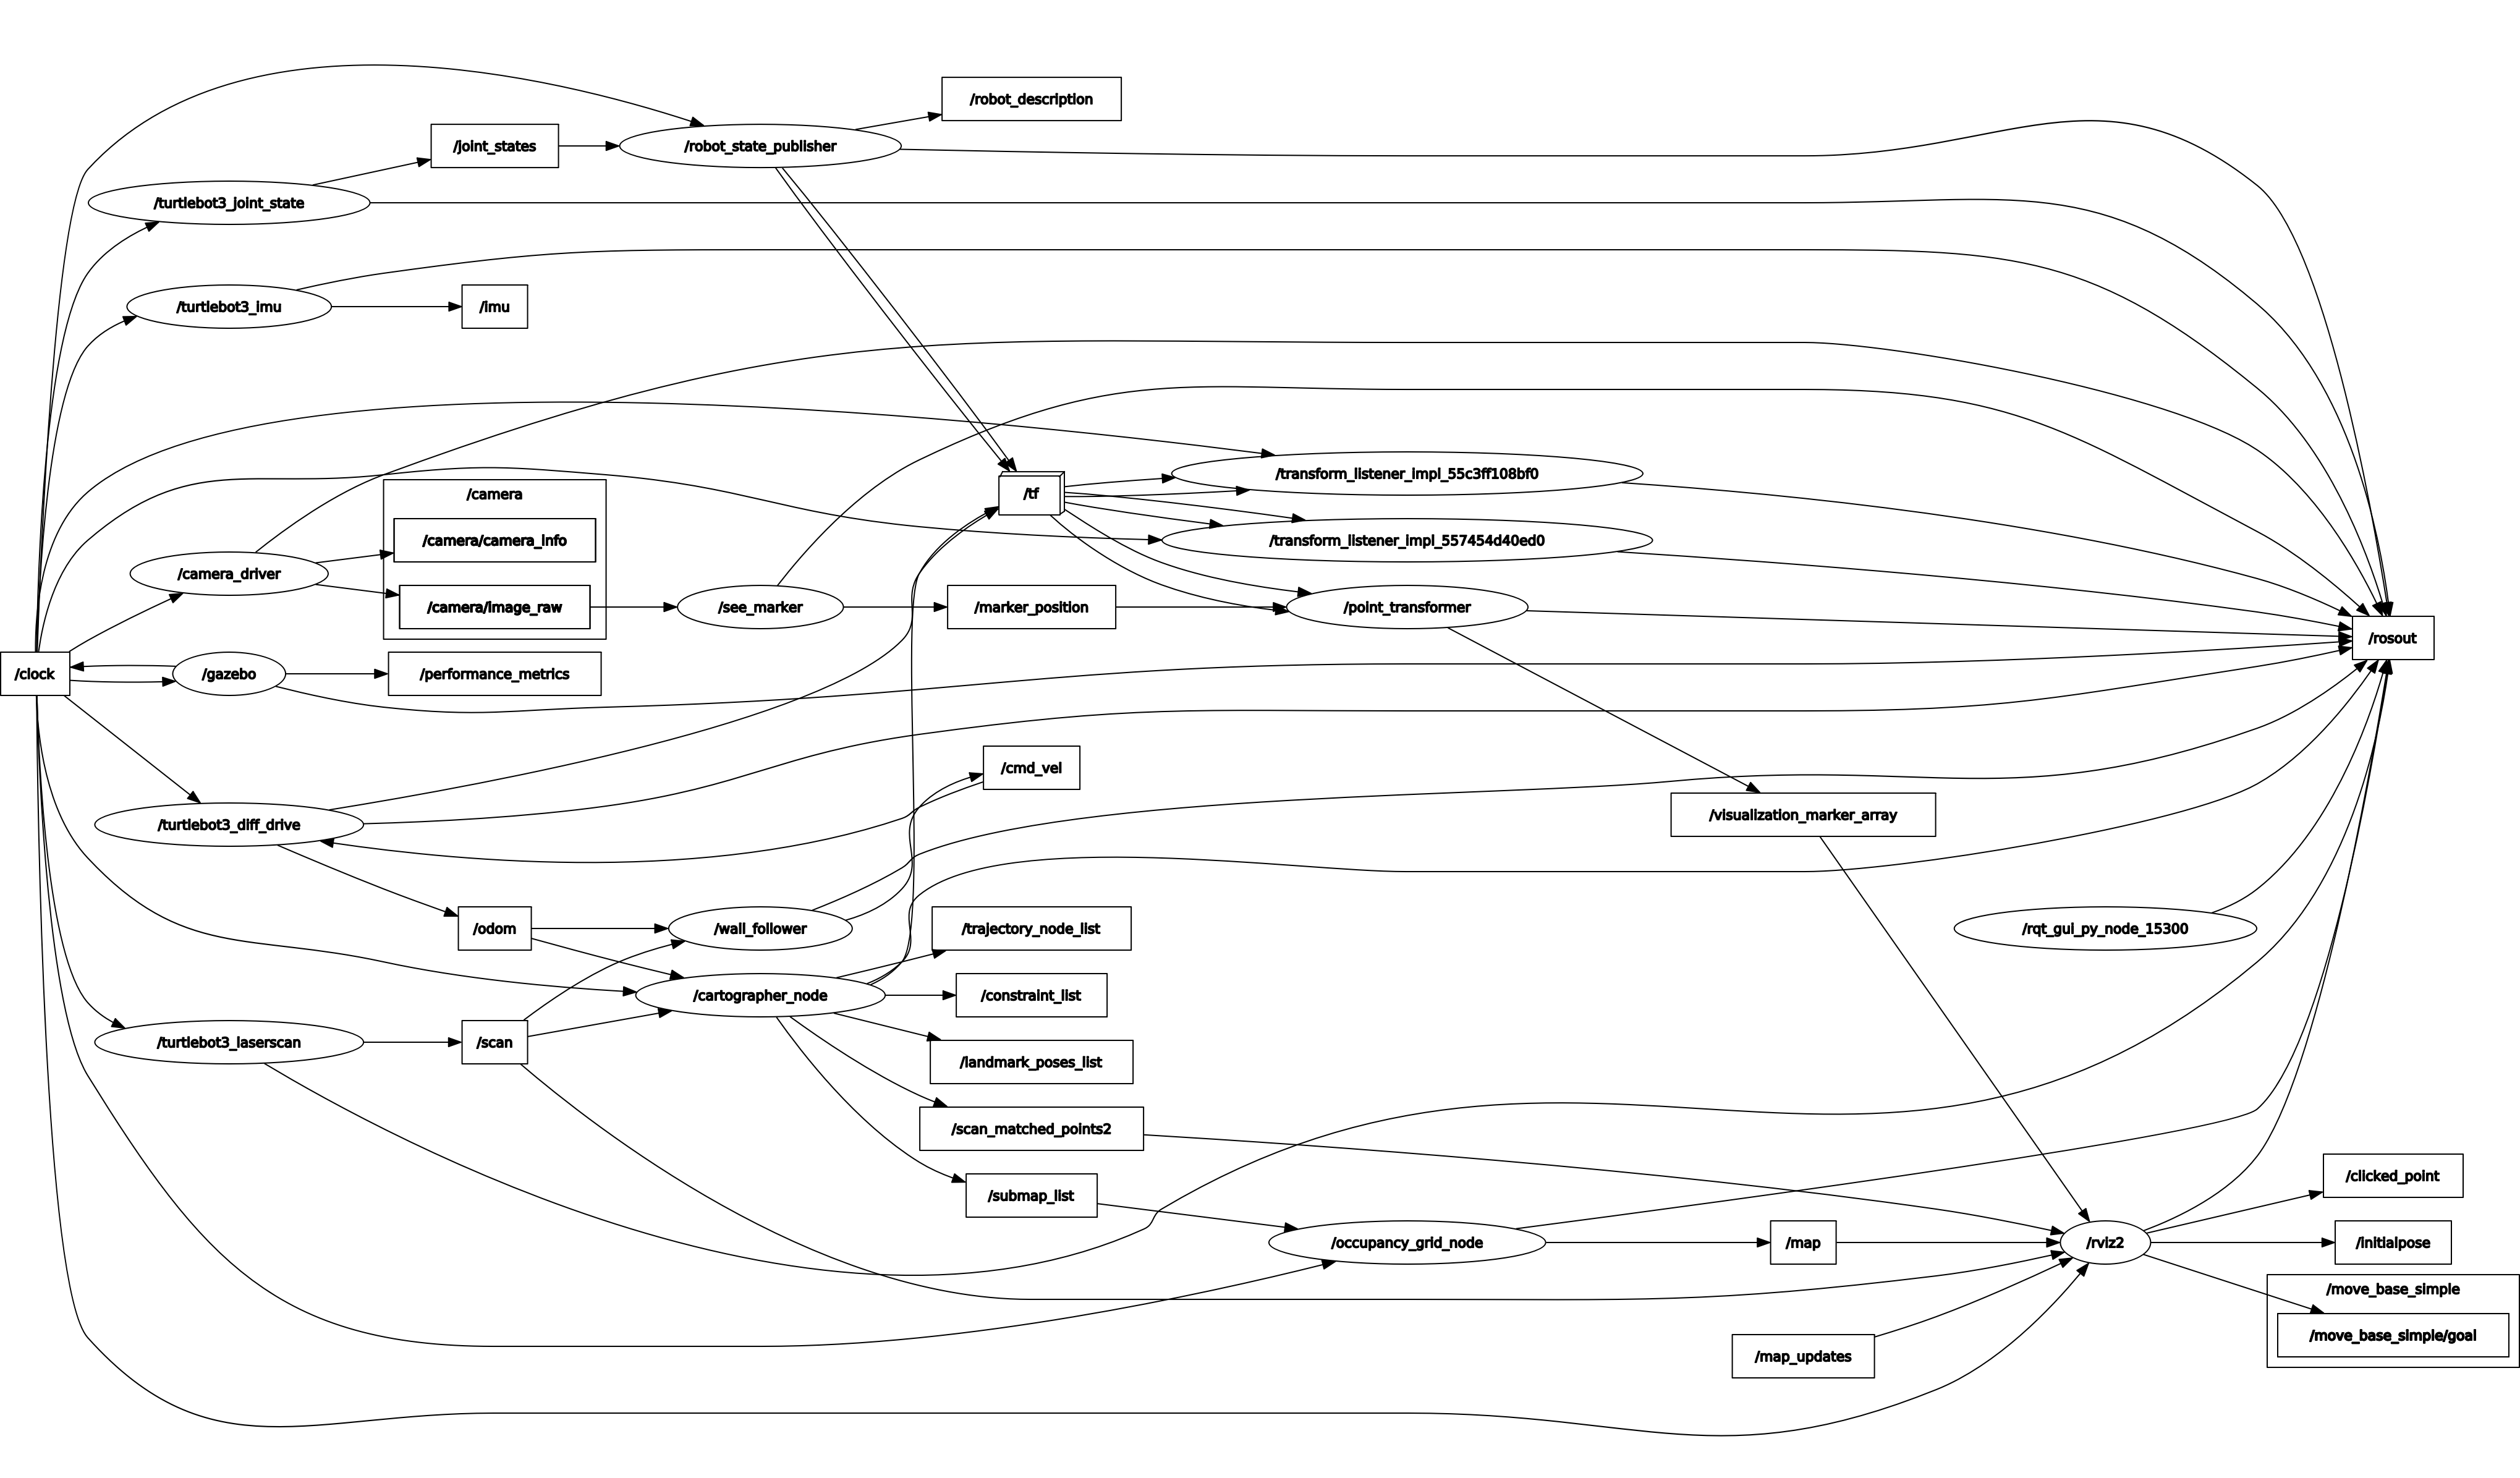 /robot_description
/joint_states
/robot_state_publisher
/turtlebot3_joint_state
/turtlebot3_imu
/imu
/tf
/transform_listener_impl_55c3ff108bf0
/camera
/camera/camera_info
/transform_listener_impl_557454d40ed0
/camera_driver
/camera/image_raw
/see_marker
/marker_position
/point_transformer
/rosout
/clock
/gazebo
/performance_metrics
/cmd_vel
/visualization_marker_array
/turtlebot3_diff_drive
/odom
/wall_follower
/trajectory_node_list
/rqt_gui_py_node_15300
/cartographer_node
/constraint_list
/turtlebot3_laserscan
/scan
/landmark_poses_list
/scan_matched_points2
/clicked_point
/submap_list
/occupancy_grid_node
/map
/rviz2
/initialpose
/move_base_simple
/move_base_simple/goal
/map_updates